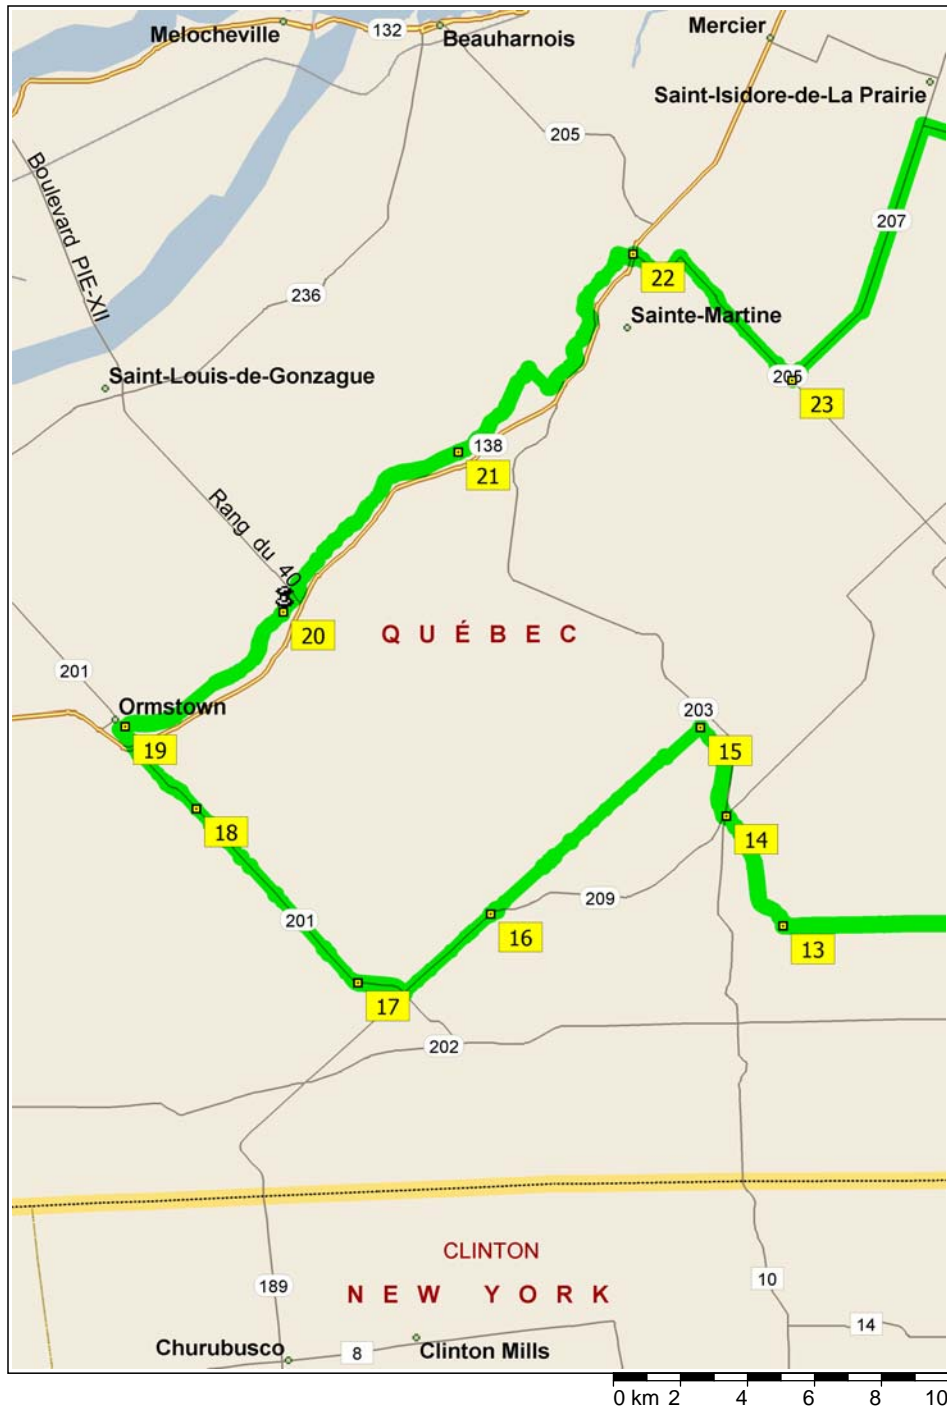 Melocheville
132
Beauharnois
Mercier
Saint-Isidore-de-La Prairie
205
Boulevard PIE-XII
207
22
236
Sainte-Martine
Saint-Louis-de-Gonzague
205
23
138
21
Rang du 40
20
QUÉBEC
201
Ormstown
203
19
15
18
14
209
201
16
13
17
202
CLINTON
189
10
NEW YORK
14
Churubusco
8
Clinton Mills
0 km 2 4 6 8 10